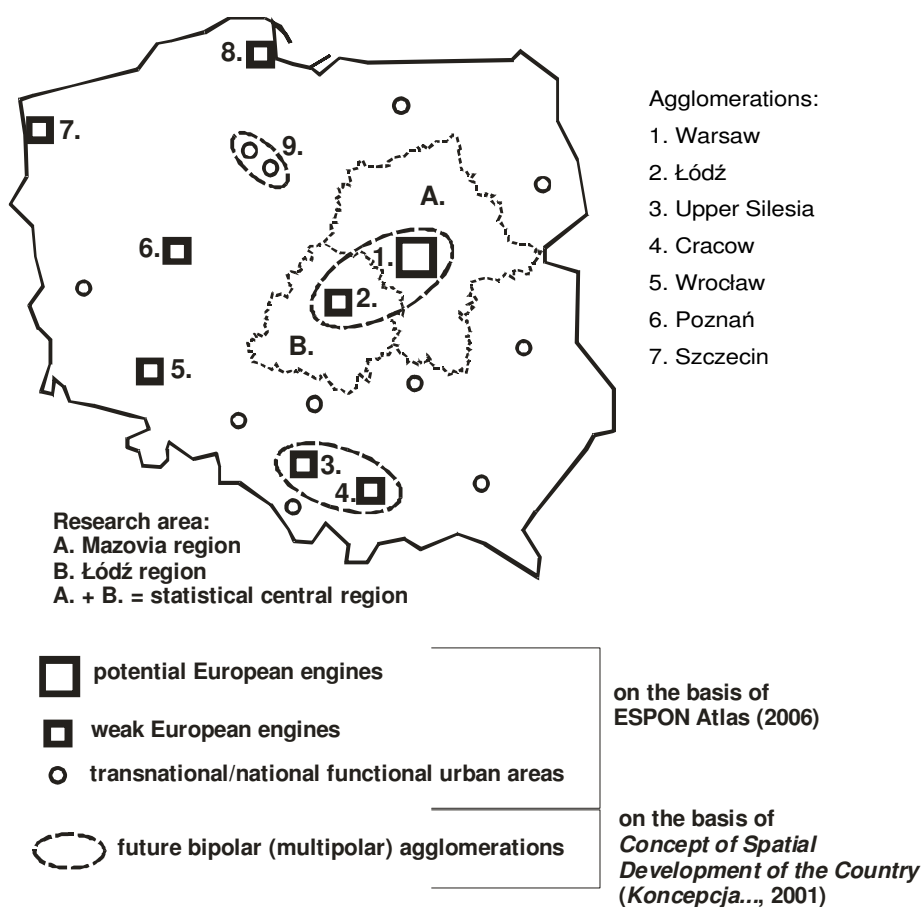 8.
7.
9.
A.
6.
1.
2.
B.
5.
3.
4.
Agglomerations:
1. Warsaw
2. Łódź
3. Upper Silesia
4. Cracow
5. Wrocław
6. Poznań
7. Szczecin
Research area:
A. Mazovia region
B. Łódź region
A. + B. = statistical central region
potential European engines
weak European engines
transnational/national functional urban areas
on the basis of
ESPON Atlas (2006)
future bipolar (multipolar) agglomerations
on the basis of
Concept of Spatial
Development of the Country
(Koncepcja..., 2001)